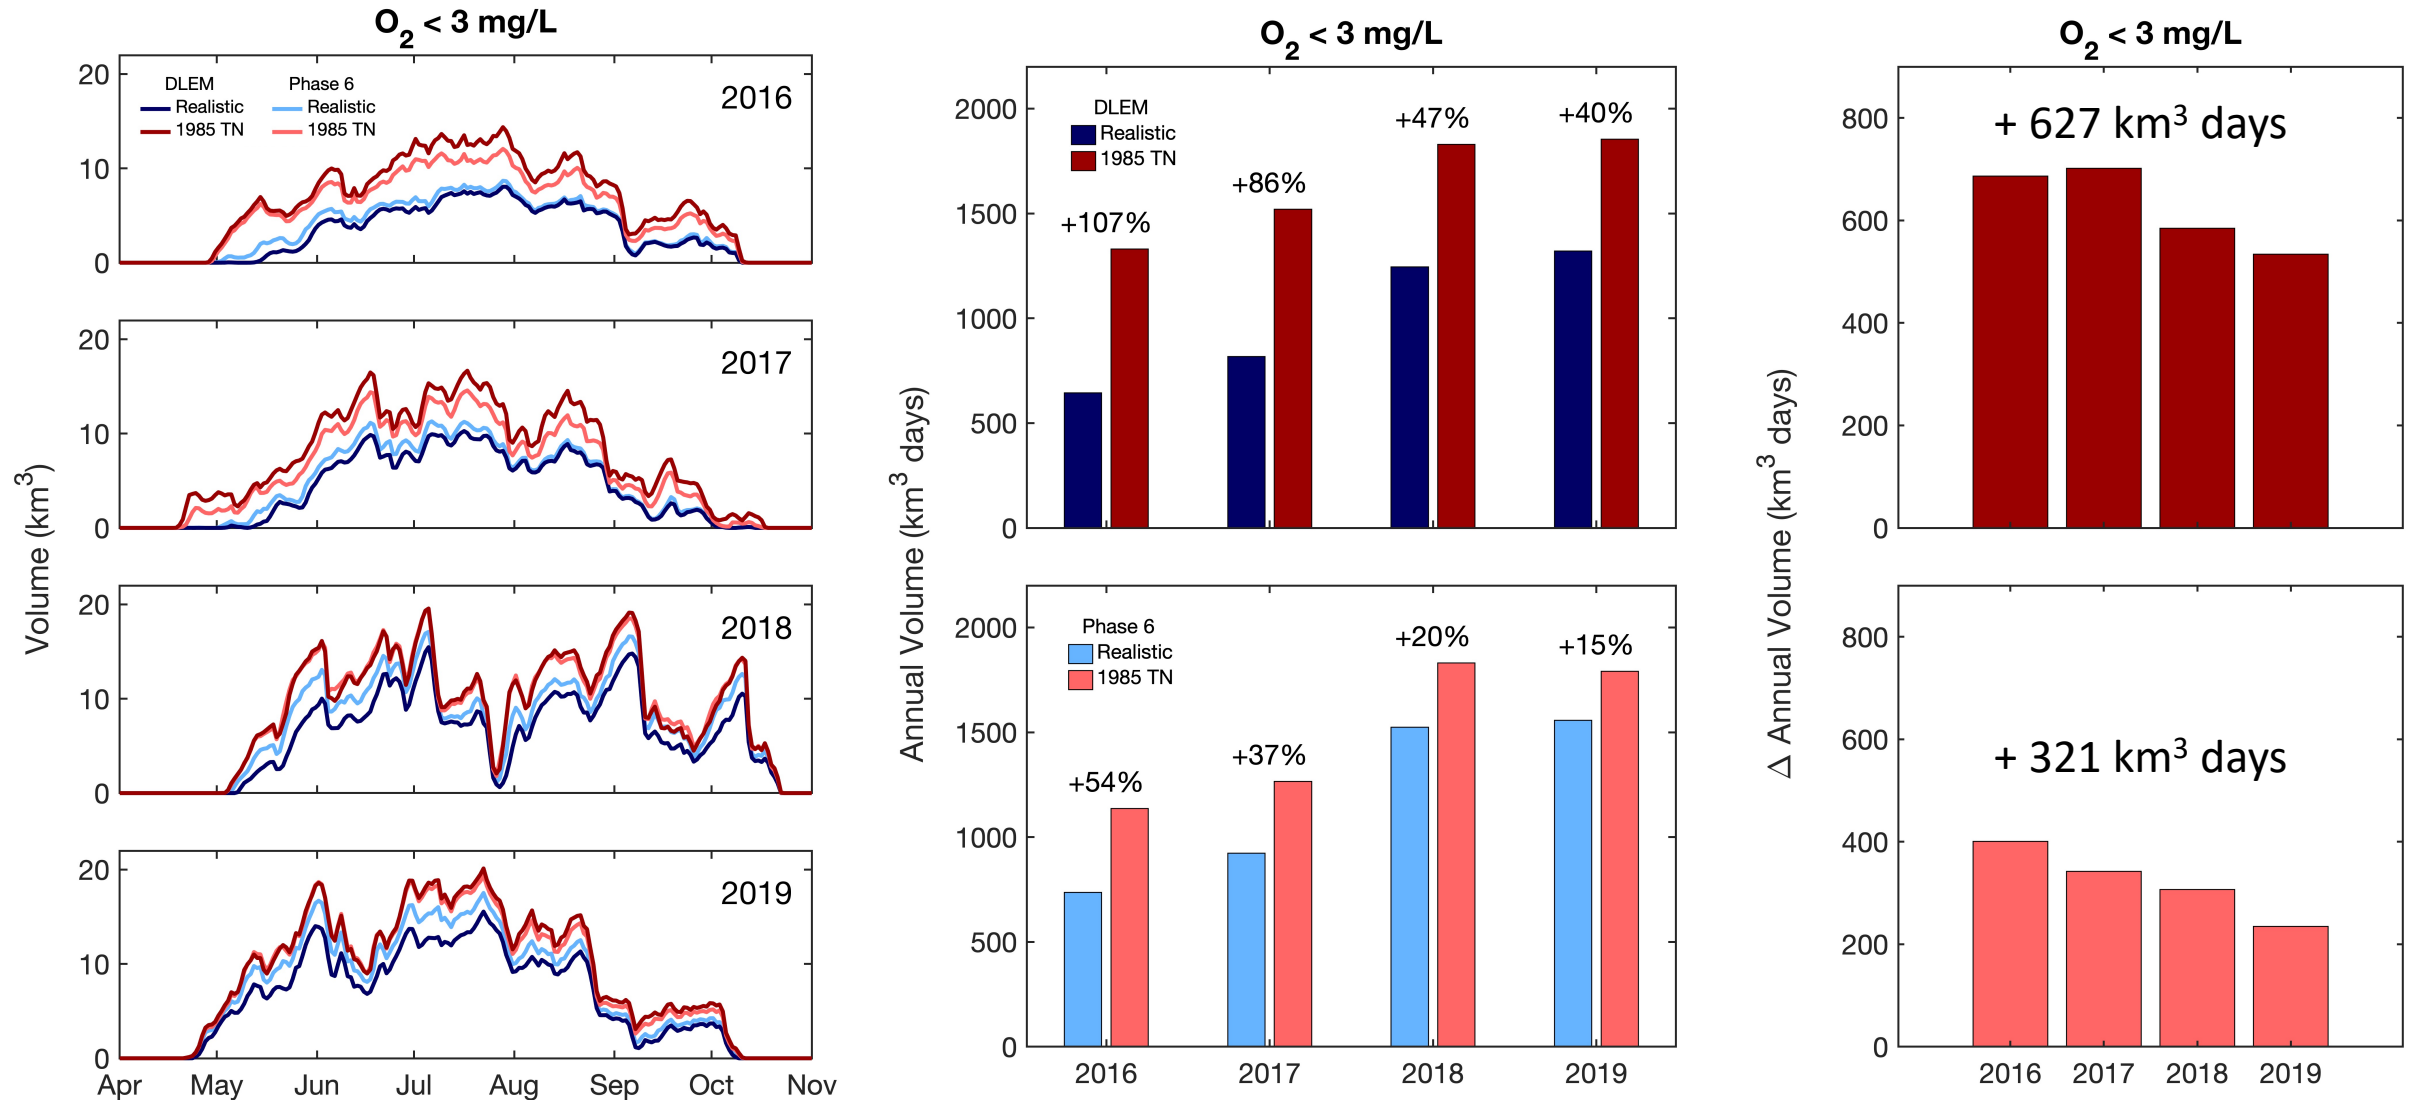 O2 < 3 mg/L
20
10
0
DLEM Phase 6
Realistic Realistic
1985 TN 1985 TN
2016
20
10
0
2017
20
10
0
2018
20
10
0
2019
Apr May Jun Jul Aug Sep Oct Nov
Volume (km³)
O2 < 3 mg/L
2000
1500
1000
500
0
DLEM
Realistic
1985 TN
+107%
+86%
+47%
+40%
Annual Volume (km³ days)
2000
1500
1000
500
0
Phase 6
Realistic
1985 TN
+54%
+37%
+20%
+15%
2016 2017 2018 2019
O2 < 3 mg/L
800
600
400
200
0
+ 627 km³ days
Δ Annual Volume (km³ days)
800
600
400
200
0
+ 321 km³ days
2016 2017 2018 2019